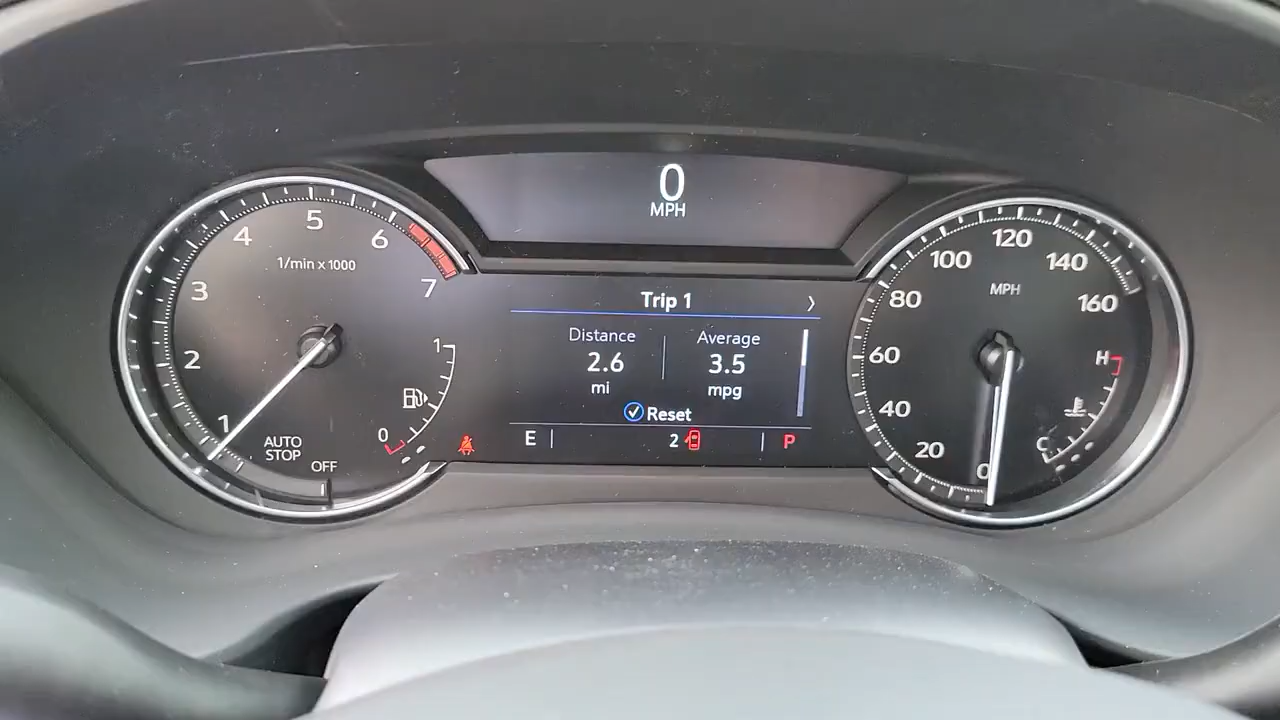 0
MPH
5
4
6
1/min x 1000
3
7
2
1
1
0
AUTO
STOP
OFF
Trip 1
Distance
Average
2.6
3.5
mi
mpg
Reset
E
2
P
120
100
140
MPH
80
160
60
H
40
C
20
0